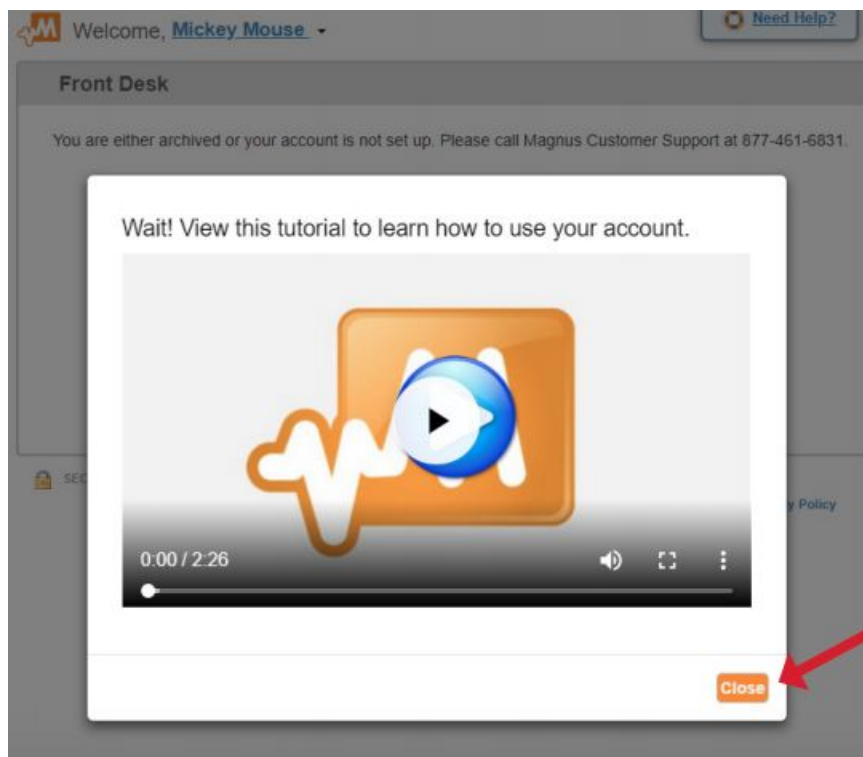 M Welcome, Mickey Mouse
Need Help?
Front Desk
You are either archived or your account is not set up. Please call Magnus Customer Support at 877-461-6831.
Wait! View this tutorial to learn how to use your account.
0:00 / 2:26
SEC
y Policy
Close